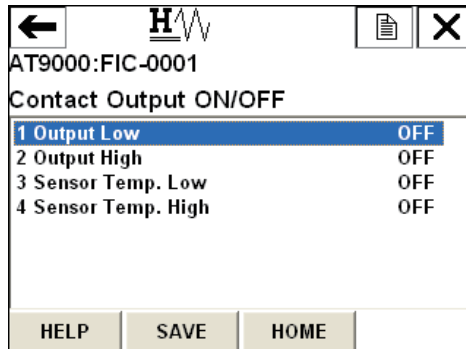 H
AT9000:FIC-0001
Contact Output ON/OFF
1 Output Low OFF
2 Output High OFF
3 Sensor Temp. Low OFF
4 Sensor Temp. High OFF
HELP SAVE HOME